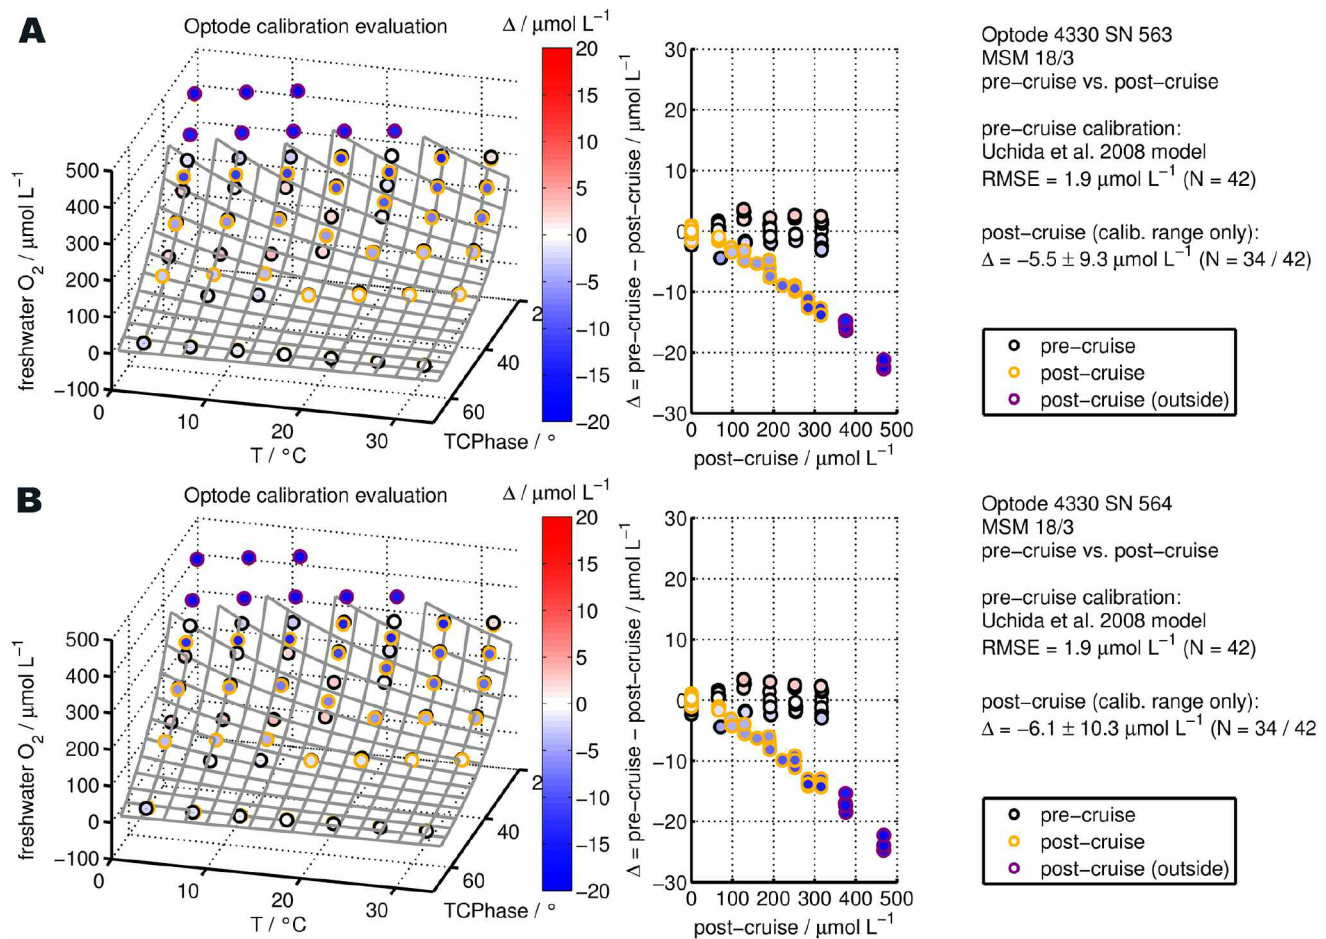 A
Optode calibration evaluation
Δ / μmol L−1
500
400
300
200
100
0
−100
freshwater O2 / μmol L−1
0
10
20
30
T / °C
2
40
60
TCPhase / °
20
15
10
5
0
−5
−10
−15
−20
30
20
10
0
−10
−20
−30
Δ = pre−cruise − post−cruise / μmol L−1
0 100 200 300 400 500
post−cruise / μmol L−1
Optode 4330 SN 563
MSM 18/3
pre−cruise vs. post−cruise
pre−cruise calibration:
Uchida et al. 2008 model
RMSE = 1.9 μmol L−1 (N = 42)
post−cruise (calib. range only):
Δ = −5.5 ± 9.3 μmol L−1 (N = 34 / 42)
pre−cruise
post−cruise
post−cruise (outside)
B
Optode calibration evaluation
Δ / μmol L−1
500
400
300
200
100
0
−100
freshwater O2 / μmol L−1
0
10
20
30
T / °C
2
40
60
TCPhase / °
20
15
10
5
0
−5
−10
−15
−20
30
20
10
0
−10
−20
−30
Δ = pre−cruise − post−cruise / μmol L−1
0 100 200 300 400 500
post−cruise / μmol L−1
Optode 4330 SN 564
MSM 18/3
pre−cruise vs. post−cruise
pre−cruise calibration:
Uchida et al. 2008 model
RMSE = 1.9 μmol L−1 (N = 42)
post−cruise (calib. range only):
Δ = −6.1 ± 10.3 μmol L−1 (N = 34 / 42
pre−cruise
post−cruise
post−cruise (outside)